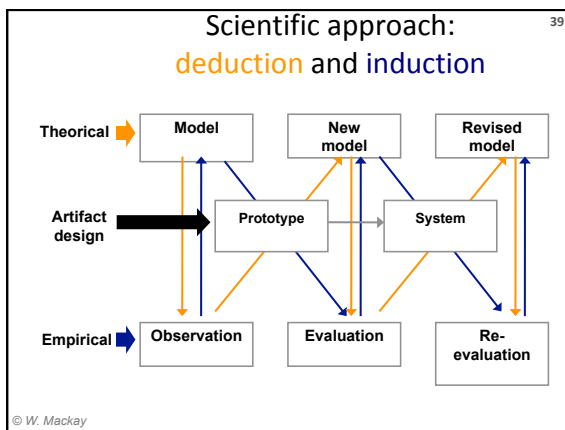 Scientific approach:
39
deduction and induction
Theorical
Model
New
model
Revised
model
Artifact
design
Prototype
System
Empirical
Observation
Evaluation
Re-
evaluation
© W. Mackay